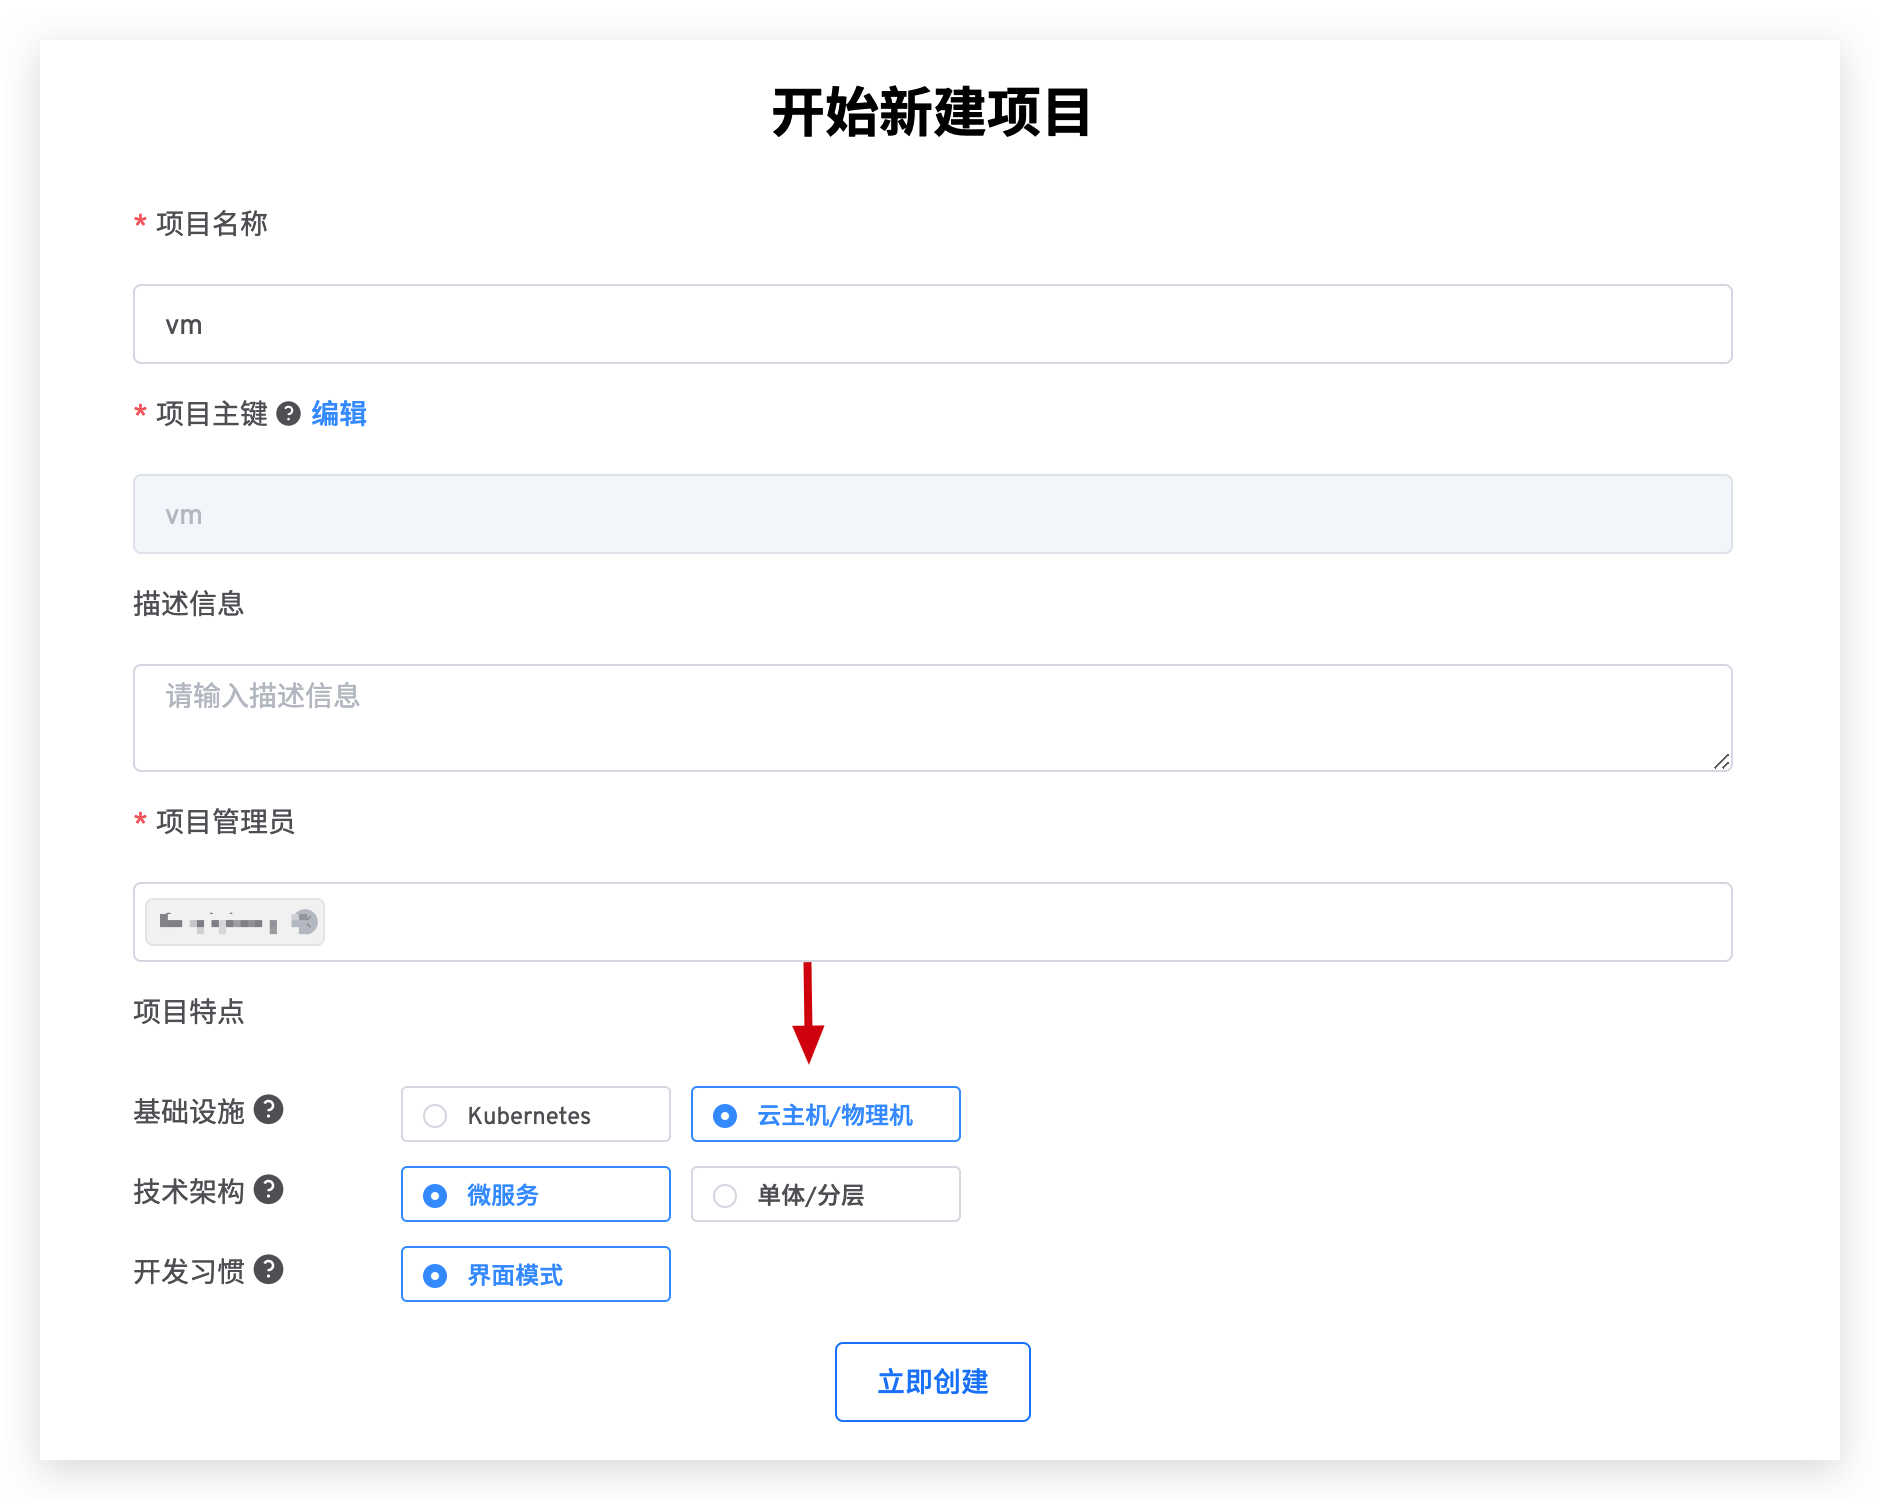 开始新建项目
* 项目名称
vm
* 项目主键 ? 编辑
vm
描述信息
请输入描述信息
* 项目管理员
项目特点
基础设施 ? Kubernetes 云主机/物理机
技术架构 ? 微服务 单体/分层
开发习惯 ? 界面模式
立即创建